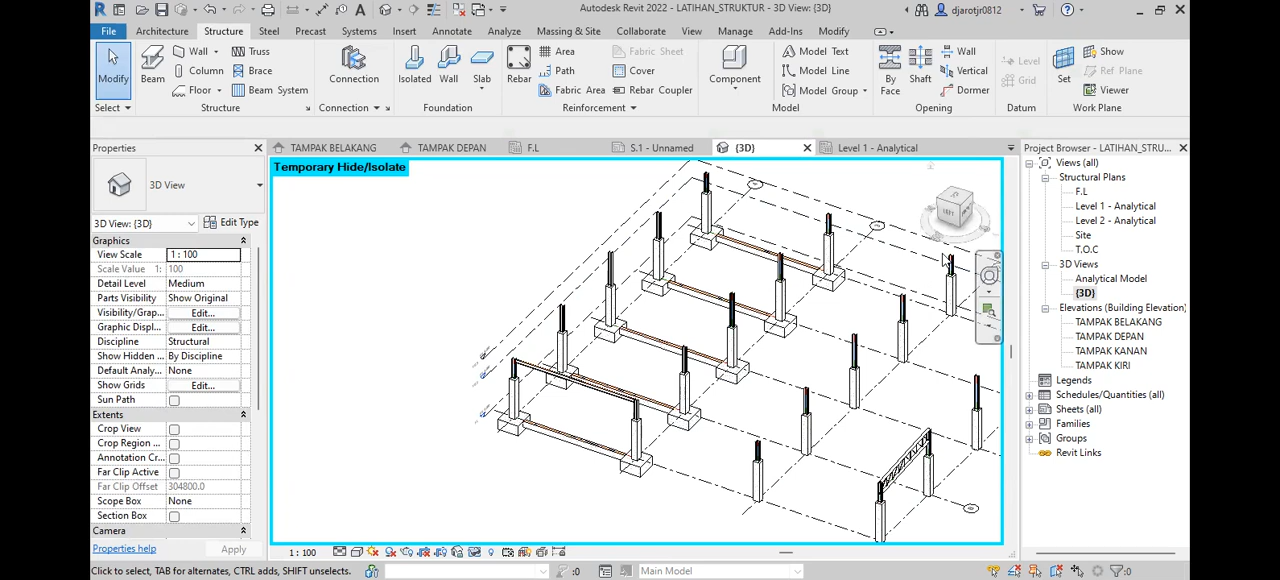 Autodesk Revit 2022 - LATIHAN_STRUKTUR - 3D View: {3D}
djarotjr0812
File Architecture Structure Steel Precast Systems Insert Annotate Analyze Massing & Site Collaborate View Manage Add-Ins Modify
Modify
Select
Beam
Wall
Column
Floor
Truss
Brace
Beam System
Structure
Connection
Connection
Isolated
Wall
Slab
Foundation
Rebar
Area
Path
Fabric Area
Fabric Sheet
Cover
Rebar Coupler
Reinforcement
Component
Model Text
Model Line
Model Group
Model
By Face
Shaft
Wall
Vertical
Dormer
Opening
Level
Grid
Datum
Set
Show
Ref Plane
Viewer
Work Plane
Properties
TAMPAK BELAKANG
TAMPAK DEPAN
F.L
S.1 - Unnamed
{3D}
Level 1 - Analytical
Project Browser - LATIHAN_STRU...
3D View
3D View: {3D}
Edit Type
Graphics
View Scale 1 : 100
Scale Value 1: 100
Detail Level Medium
Parts Visibility Show Original
Visibility/Grap... Edit...
Graphic Displ... Edit...
Discipline Structural
Show Hidden ... By Discipline
Default Analy... None
Show Grids Edit...
Sun Path
Extents
Crop View
Crop Region ...
Annotation Cr...
Far Clip Active
Far Clip Offset 304800.0
Scope Box None
Section Box
Camera
Properties help
Apply
Temporary Hide/Isolate
LEFT
1 : 100
Views (all)
Structural Plans
F.L
Level 1 - Analytical
Level 2 - Analytical
Site
T.O.C
3D Views
Analytical Model
{3D}
Elevations (Building Elevation)
TAMPAK BELAKANG
TAMPAK DEPAN
TAMPAK KANAN
TAMPAK KIRI
Legends
Schedules/Quantities (all)
Sheets (all)
Families
Groups
Revit Links
Click to select, TAB for alternates, CTRL adds, SHIFT unselects.
:0
Main Model
:0